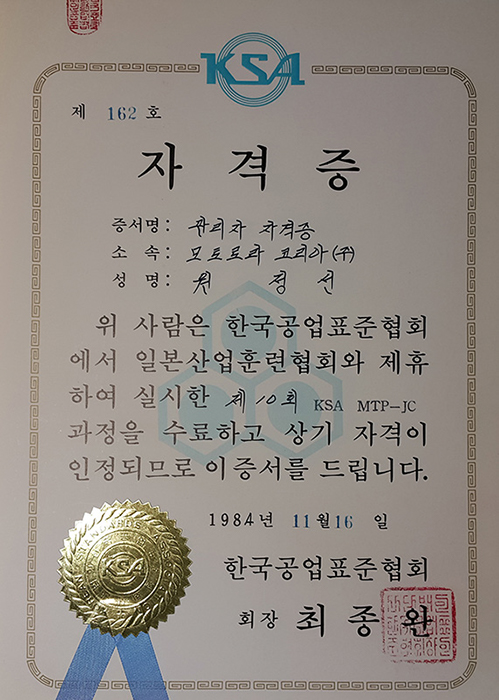 KSA
제 162 호
자 격 증
증서명: 관리자 자격증
소 속: 모토로라 코리아(주)
성 명: 정 선
위 사람은 한국공업표준협회
에서 일본산업훈련협회와 제휴
하여 실시한 제10회 KSA MTP-JC
과정을 수료하고 상기 자격이
인정되므로 이증서를 드립니다.
1984년 11월16 일
한국공업표준협회
회장 최 종 완
KSA